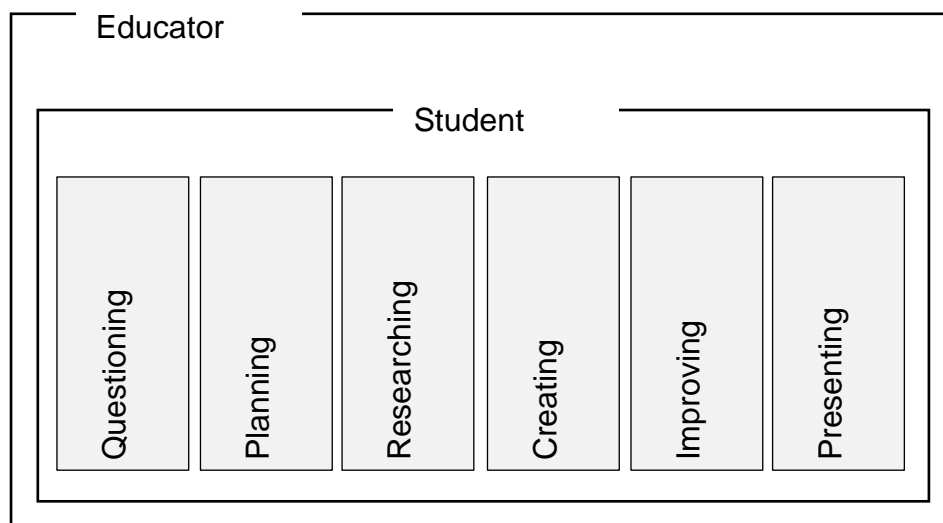 Educator
Student
Questioning
Planning
Researching
Creating
Improving
Presenting